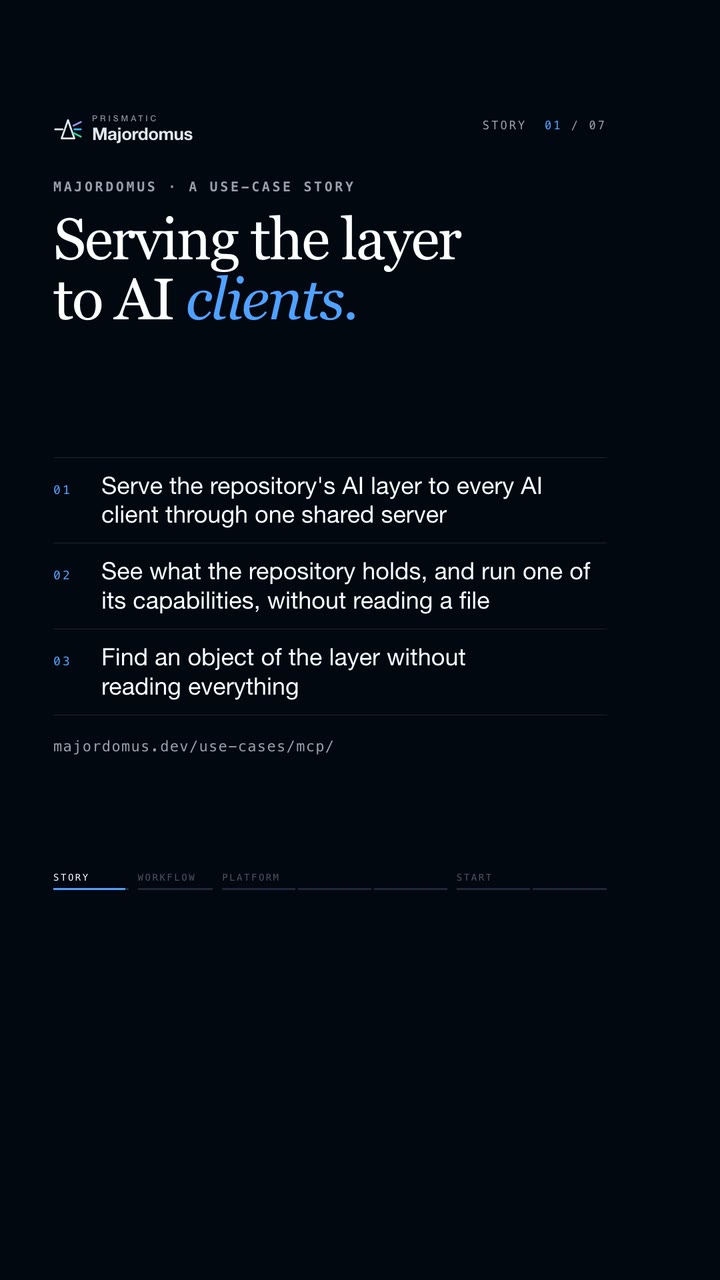 PRISMATIC
Majordomus
STORY 01 / 07
MAJORDOMUS · A USE-CASE STORY
Serving the layer
to AI clients.
01 Serve the repository's AI layer to every AI
client through one shared server
02 See what the repository holds, and run one of
its capabilities, without reading a file
03 Find an object of the layer without
reading everything
majordomus.dev/use-cases/mcp/
STORY WORKFLOW PLATFORM START